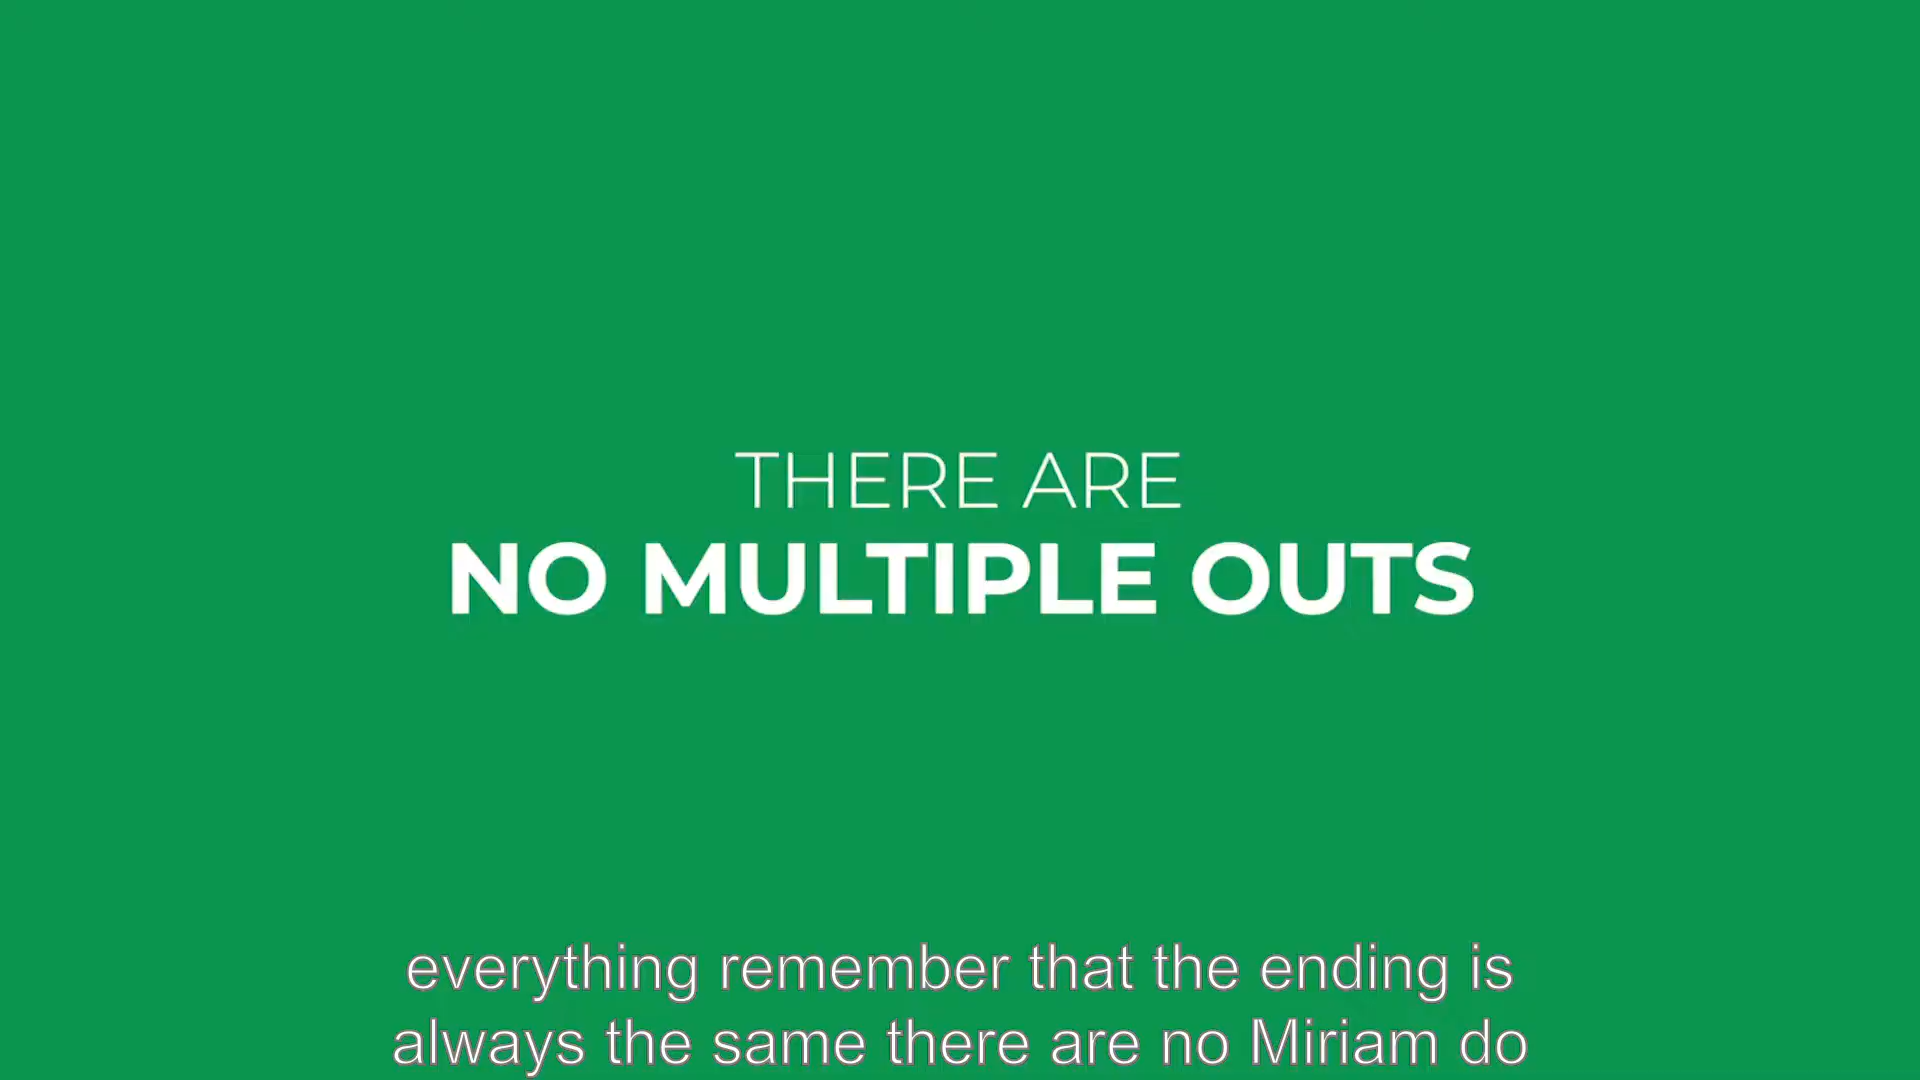 THERE ARE
NO MULTIPLE OUTS
everything remember that the ending is
always the same there are no Miriam do